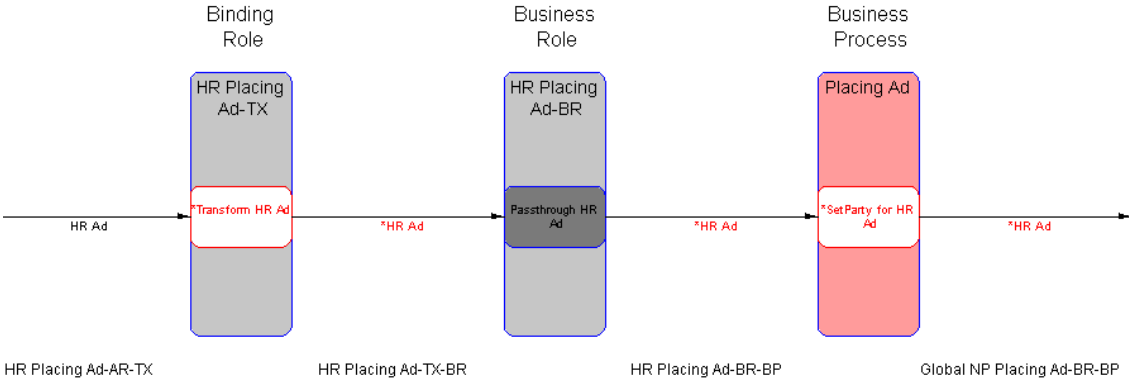 Binding
Role
Business
Role
Business
Process
HR Placing
Ad-TX
HR Placing
Ad-BR
Placing Ad
*Transform HR Ad
Passthrough HR
Ad
*SetParty for HR
Ad
HR Ad
*HR Ad
*HR Ad
*HR Ad
HR Placing Ad-AR-TX
HR Placing Ad-TX-BR
HR Placing Ad-BR-BP
Global NP Placing Ad-BR-BP